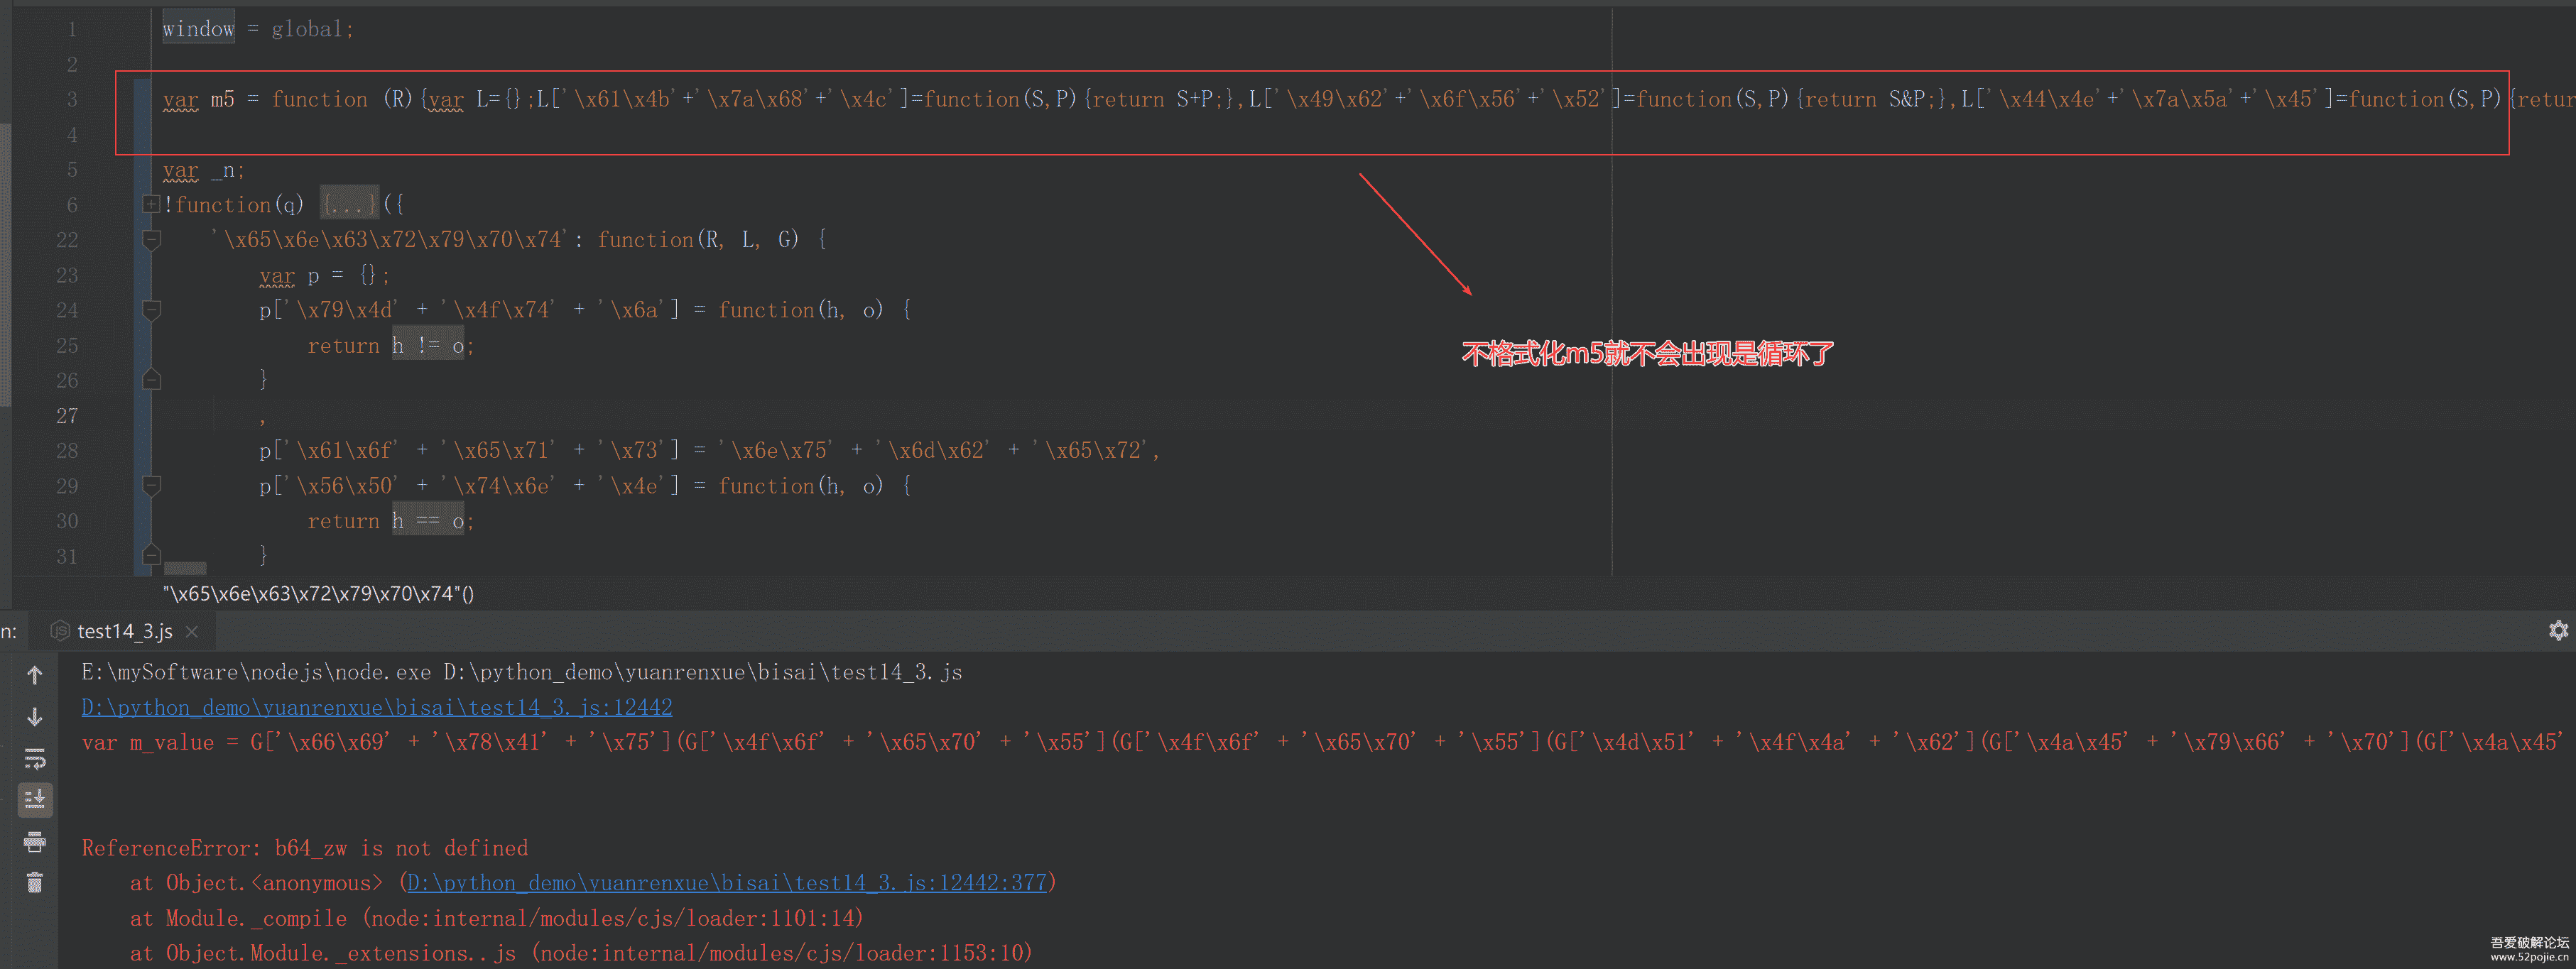 1 window = global;
2
3 var m5 = function (R){var L={};L['\x61\x4b'+'\x7a\x68'+'\x4c']=function(S,P){return S+P;},L['\x49\x62'+'\x6f\x56'+'\x52']=function(S,P){return S&P;},L['\x44\x4e'+'\x7a\x5a'+'\x45']=function(S,P){retur
4
5 var _n;
6 !function(q) {...}({
22 '\x65\x6e\x63\x72\x79\x70\x74': function(R, L, G) {
23 var p = {};
24 p['\x79\x4d' + '\x4f\x74' + '\x6a'] = function(h, o) {
25 return h != o;
不格式化m5就不会出现是循环了
26 }
27 ,
28 p['\x61\x6f' + '\x65\x71' + '\x73'] = '\x6e\x75' + '\x6d\x62' + '\x65\x72',
29 p['\x56\x50' + '\x74\x6e' + '\x4e'] = function(h, o) {
30 return h == o;
31 }
"\x65\x6e\x63\x72\x79\x70\x74"()
n: test14_3.js
E:\mySoftware\nodejs\node.exe D:\python_demo\yuanrenxue\bisai\test14_3.js
D:\python_demo\yuanrenxue\bisai\test14_3.js:12442
var m_value = G['\x66\x69' + '\x78\x41' + '\x75'](G['\x4f\x6f' + '\x65\x70' + '\x55'](G['\x4f\x6f' + '\x65\x70' + '\x55'](G['\x4d\x51' + '\x4f\x4a' + '\x62'](G['\x4a\x45' + '\x79\x66' + '\x70'](G['\x4a\x45'
ReferenceError: b64_zw is not defined
at Object.<anonymous> (D:\python_demo\yuanrenxue\bisai\test14_3.js:12442:377)
at Module._compile (node:internal/modules/cjs/loader:1101:14)
at Object.Module._extensions..js (node:internal/modules/cjs/loader:1153:10)
吾爱破解论坛
www.52pojie.cn